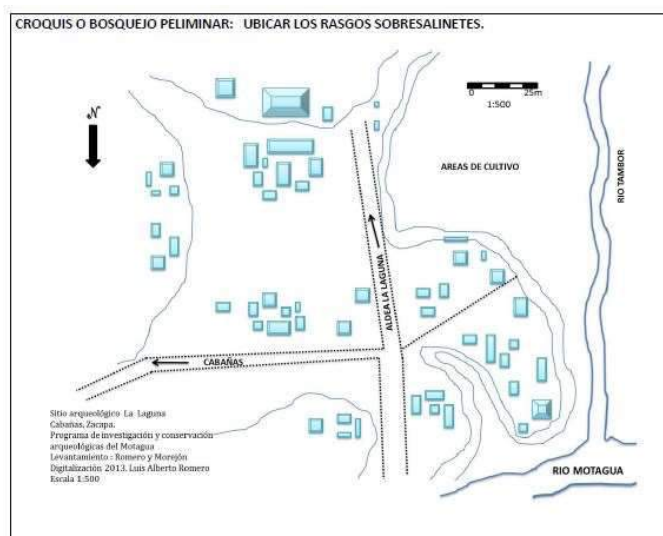 CROQUIS O BOSQUEJO PELIMINAR: UBICAR LOS RASGOS SOBRESALINETES.
N
0 25m
1:500
AREAS DE CULTIVO
RIO TAMBOR
ALDEA LA LAGUNA
CABAÑAS
Sitio arqueológico La Laguna
Cabañas, Zacapa.
Programa de investigación y conservación
arqueológicas del Motagua
Levantamiento : Romero y Morejón
Digitalización 2013. Luis Alberto Romero
Escala 1:500
RIO MOTAGUA